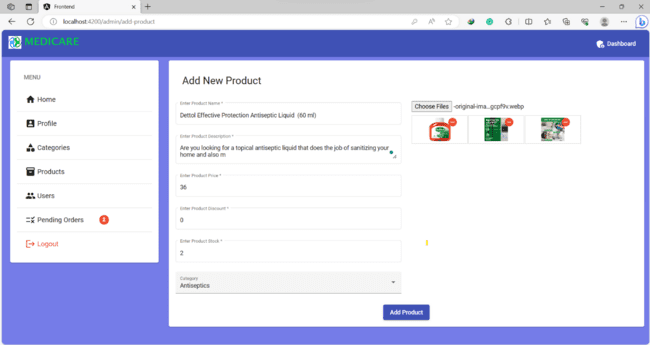 Frontend
localhost:4200/admin/add-product
MEDICARE
Dashboard
MENU
Home
Profile
Categories
Products
Users
Pending Orders 2
Logout
Add New Product
Enter Product Name *
Dettol Effective Protection Antiseptic Liquid (60 ml)
Enter Product Description *
Are you looking for a topical antiseptic liquid that does the job of sanitizing your
home and also m
Enter Product Price *
36
Enter Product Discount *
0
Enter Product Stock *
2
Category
Antiseptics
Choose Files -original-ima...gcpf9v.webp
Add Product